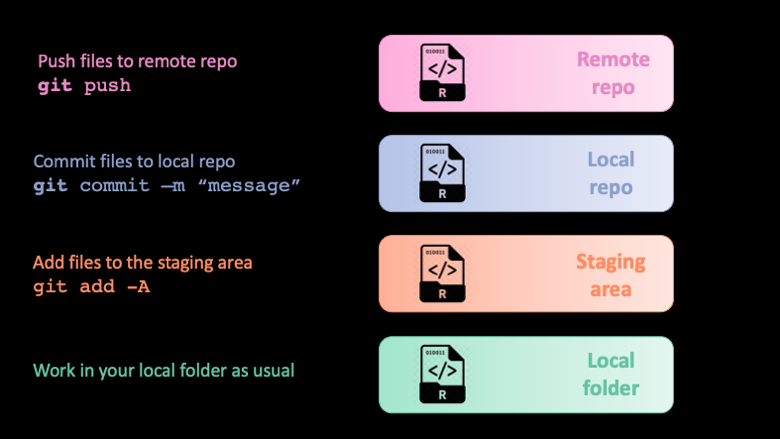 Push files to remote repo
git push
010011
</>
R
Remote
repo
Commit files to local repo
git commit –m “message”
010011
</>
R
Local
repo
Add files to the staging area
git add -A
010011
</>
R
Staging
area
Work in your local folder as usual
010011
</>
R
Local
folder